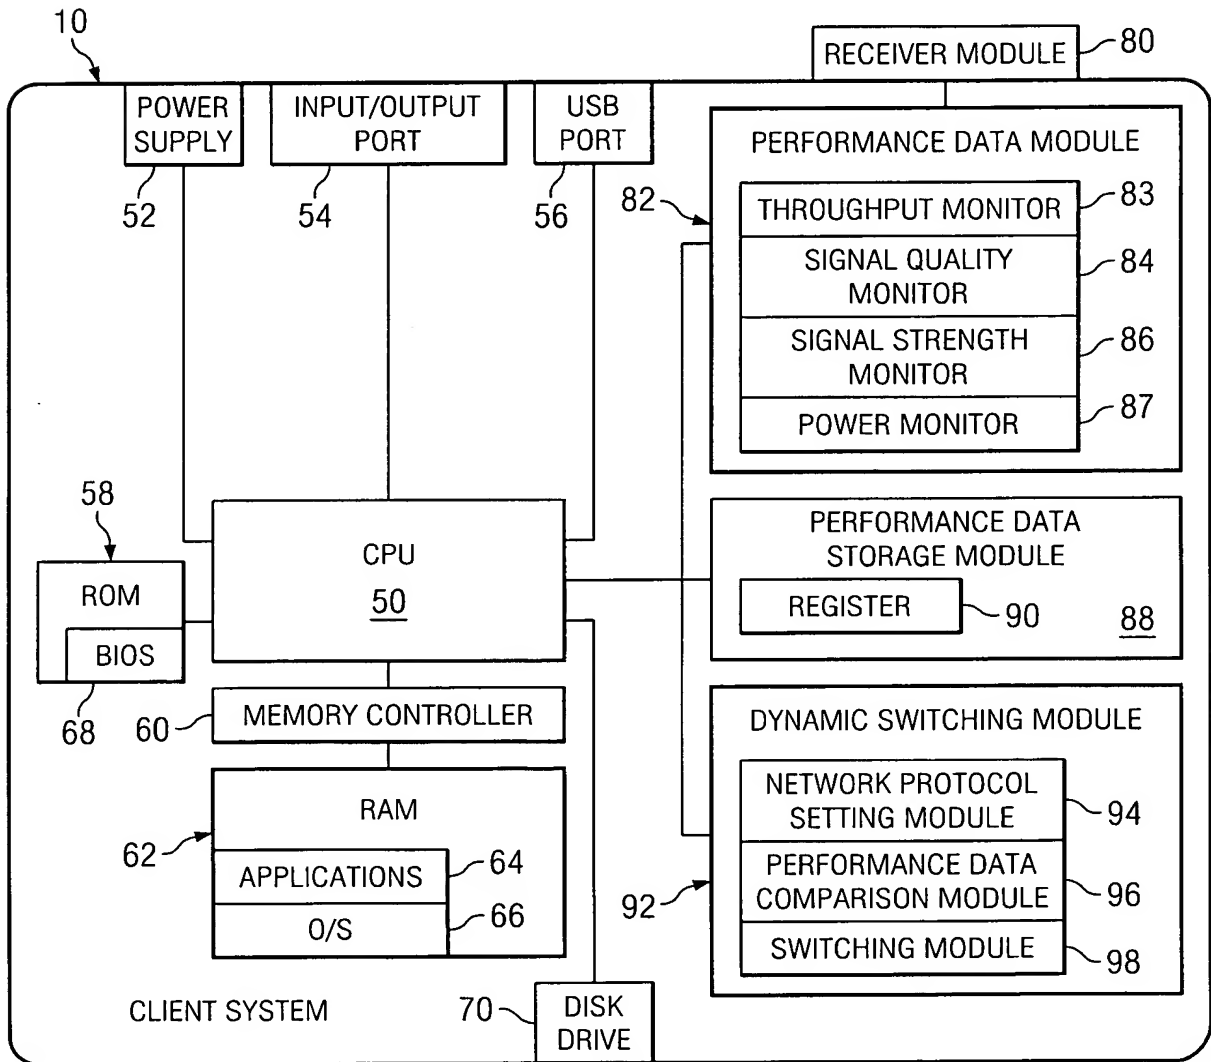 10
RECEIVER MODULE
80
POWER
SUPPLY
52
INPUT/OUTPUT
PORT
54
USB
PORT
56
PERFORMANCE DATA MODULE
82
THROUGHPUT MONITOR
83
SIGNAL QUALITY
MONITOR
84
SIGNAL STRENGTH
MONITOR
86
POWER MONITOR
87
58
ROM
BIOS
68
CPU
50
PERFORMANCE DATA
STORAGE MODULE
REGISTER
90
88
60
MEMORY CONTROLLER
62
RAM
APPLICATIONS
64
O/S
66
DYNAMIC SWITCHING MODULE
NETWORK PROTOCOL
SETTING MODULE
94
PERFORMANCE DATA
COMPARISON MODULE
96
92
SWITCHING MODULE
98
CLIENT SYSTEM
70
DISK
DRIVE